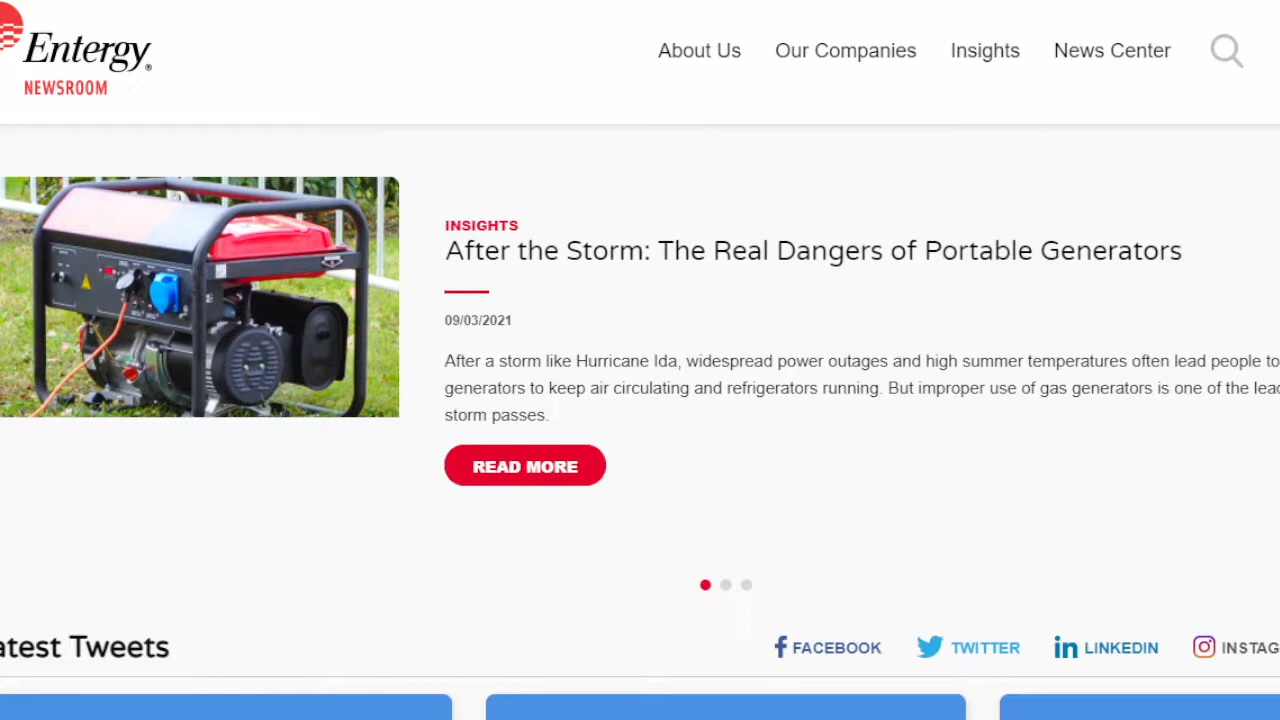 Entergy®
NEWSROOM
About Us
Our Companies
Insights
News Center
INSIGHTS
After the Storm: The Real Dangers of Portable Generators
09/03/2021
After a storm like Hurricane Ida, widespread power outages and high summer temperatures often lead people to
generators to keep air circulating and refrigerators running. But improper use of gas generators is one of the
storm passes.
READ MORE
Tweets
FACEBOOK
TWITTER
LINKEDIN